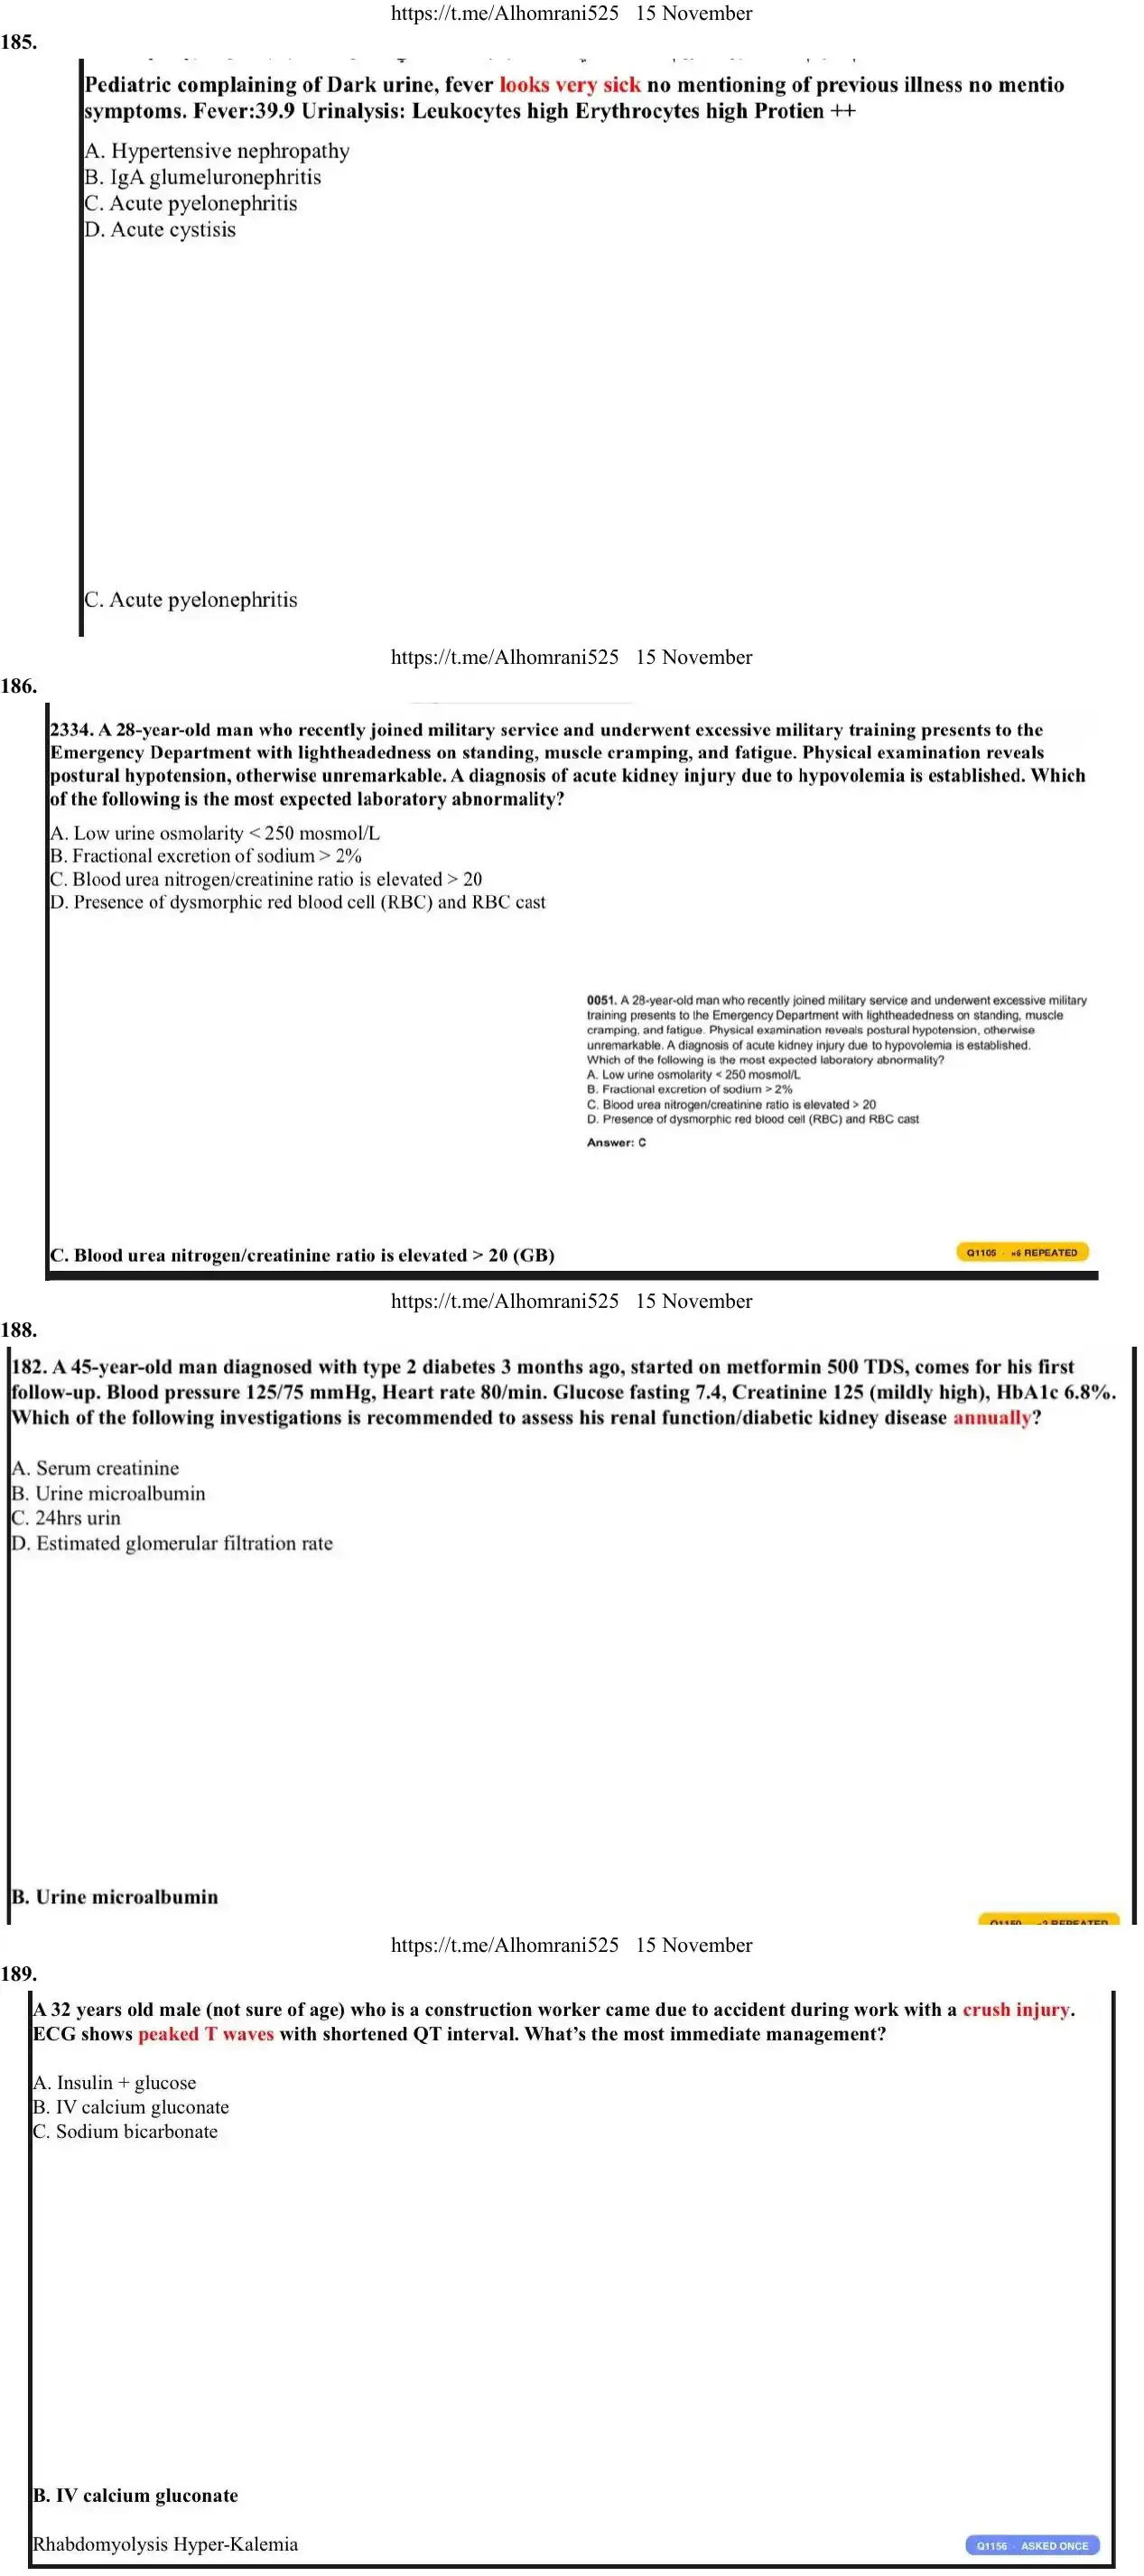 https://t.me/Alhomrani525 15 November
185.
Pediatric complaining of Dark urine, fever looks very sick no mentioning of previous illness no mentio
symptoms. Fever:39.9 Urinalysis: Leukocytes high Erythrocytes high Protien ++
A. Hypertensive nephropathy
B. IgA glumeluronephritis
C. Acute pyelonephritis
D. Acute cystisis
C. Acute pyelonephritis
https://t.me/Alhomrani525 15 November
186.
2334. A 28-year-old man who recently joined military service and underwent excessive military training presents to the
Emergency Department with lightheadedness on standing, muscle cramping, and fatigue. Physical examination reveals
postural hypotension, otherwise unremarkable. A diagnosis of acute kidney injury due to hypovolemia is established. Which
of the following is the most expected laboratory abnormality?
A. Low urine osmolarity < 250 mosmol/L
B. Fractional excretion of sodium > 2%
C. Blood urea nitrogen/creatinine ratio is elevated > 20
D. Presence of dysmorphic red blood cell (RBC) and RBC cast
0051. A 28-year-old man who recently joined military service and underwent excessive military
training presents to the Emergency Department with lightheadedness on standing, muscle
cramping, and fatigue. Physical examination reveals postural hypotension, otherwise
unremarkable. A diagnosis of acute kidney injury due to hypovolemia is established.
Which of the following is the most expected laboratory abnormality?
A. Low urine osmolarity < 250 mosmol/L
B. Fractional excretion of sodium > 2%
C. Blood urea nitrogen/creatinine ratio is elevated > 20
D. Presence of dysmorphic red blood cell (RBC) and RBC cast
Answer: C
C. Blood urea nitrogen/creatinine ratio is elevated > 20 (GB)
Q1105 · ×6 REPEATED
https://t.me/Alhomrani525 15 November
188.
182. A 45-year-old man diagnosed with type 2 diabetes 3 months ago, started on metformin 500 TDS, comes for his first
follow-up. Blood pressure 125/75 mmHg, Heart rate 80/min. Glucose fasting 7.4, Creatinine 125 (mildly high), HbA1c 6.8%.
Which of the following investigations is recommended to assess his renal function/diabetic kidney disease annually?
A. Serum creatinine
B. Urine microalbumin
C. 24hrs urin
D. Estimated glomerular filtration rate
B. Urine microalbumin
REPEATED
https://t.me/Alhomrani525 15 November
189.
A 32 years old male (not sure of age) who is a construction worker came due to accident during work with a crush injury.
ECG shows peaked T waves with shortened QT interval. What's the most immediate management?
A. Insulin + glucose
B. IV calcium gluconate
C. Sodium bicarbonate
B. IV calcium gluconate
Rhabdomyolysis Hyper-Kalemia
Q1156 · ASKED ONCE